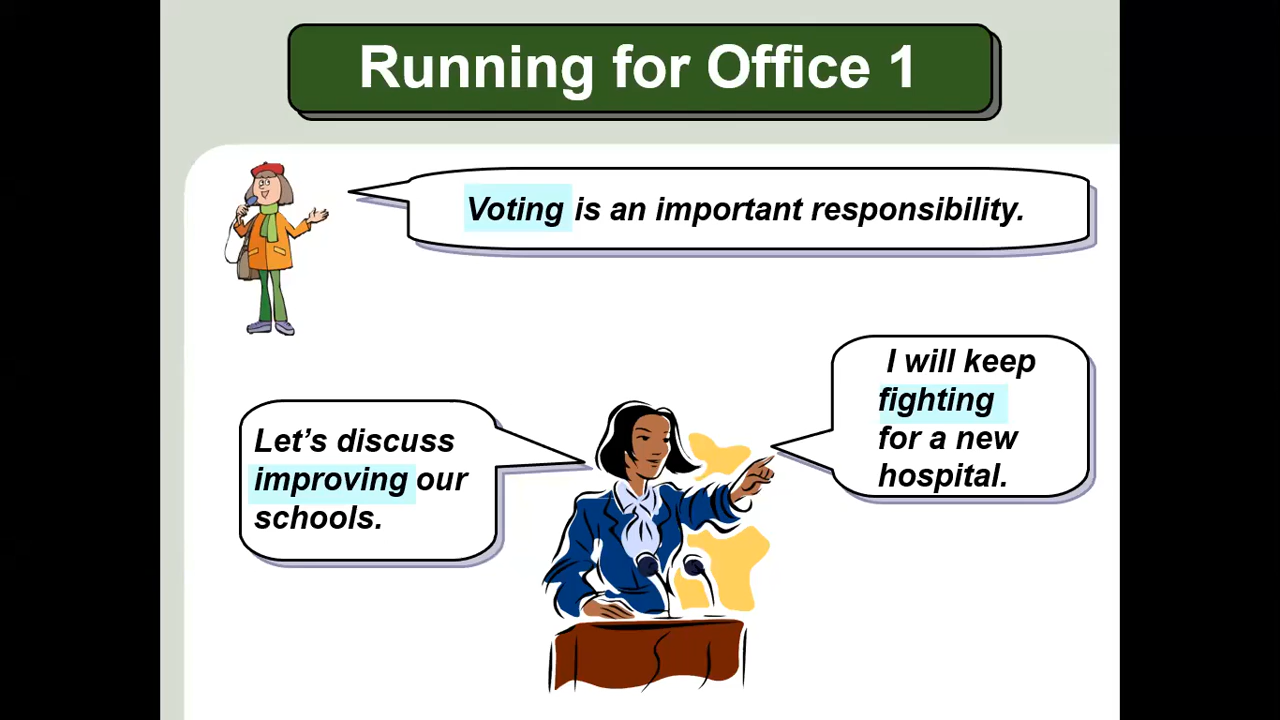 Running for Office 1
Voting is an important responsibility.
Let's discuss
improving our
schools.
I will keep
fighting
for a new
hospital.